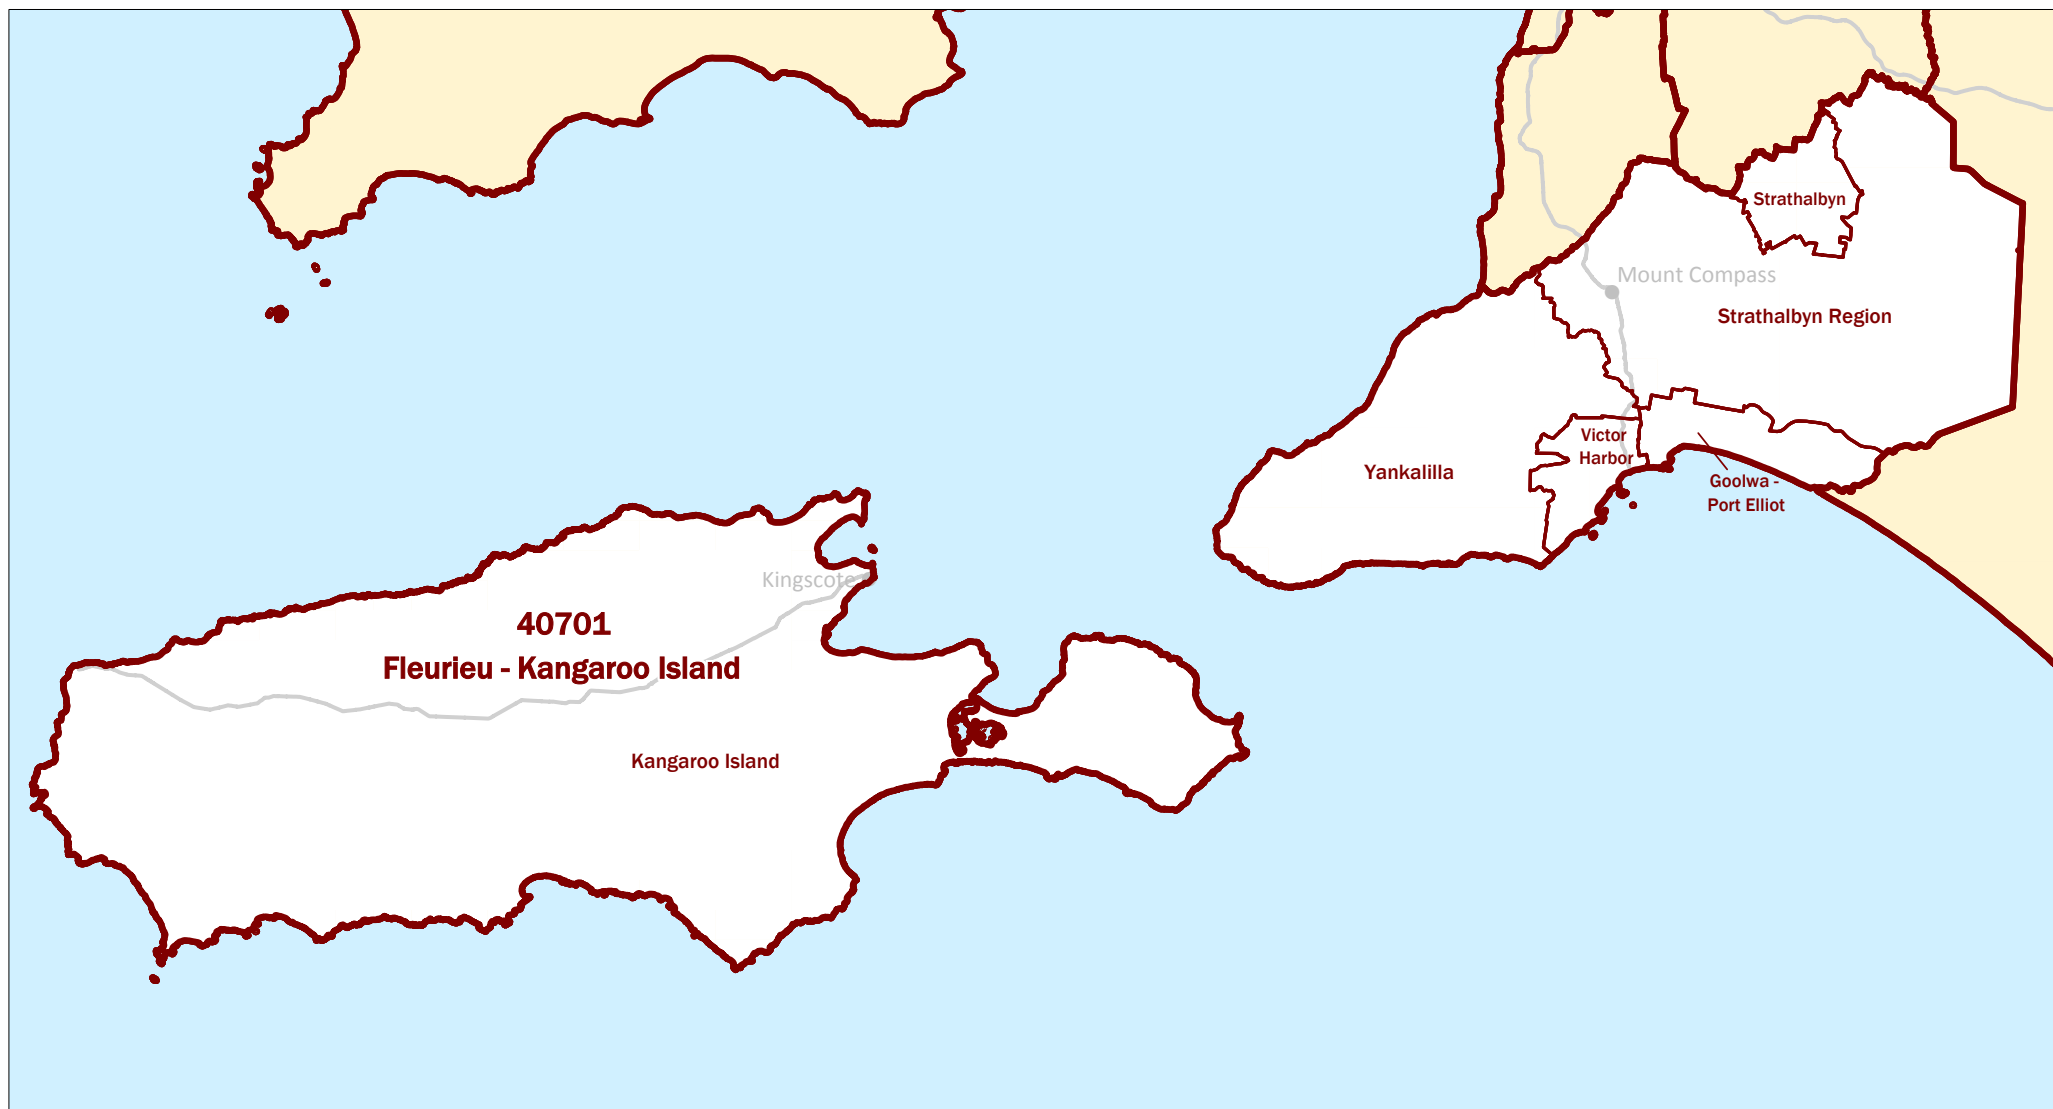 Strathalbyn
Mount Compass
Strathalbyn Region
Victor
Harbor
Yankalilla
Goolwa -
Port Elliot
Kingscote
40701
Fleurieu - Kangaroo Island
Kangaroo Island